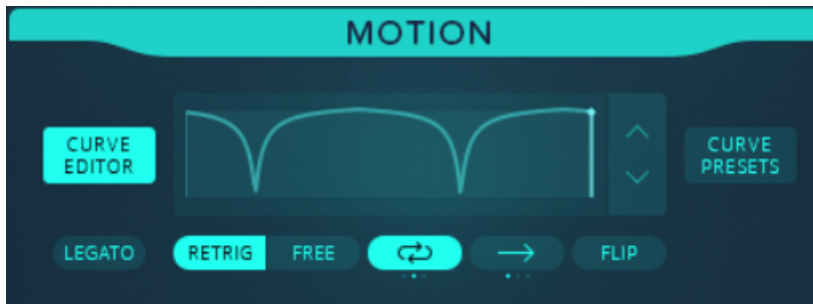 MOTION
CURVE
EDITOR
CURVE
PRESETS
LEGATO
RETRIG
FREE
FLIP